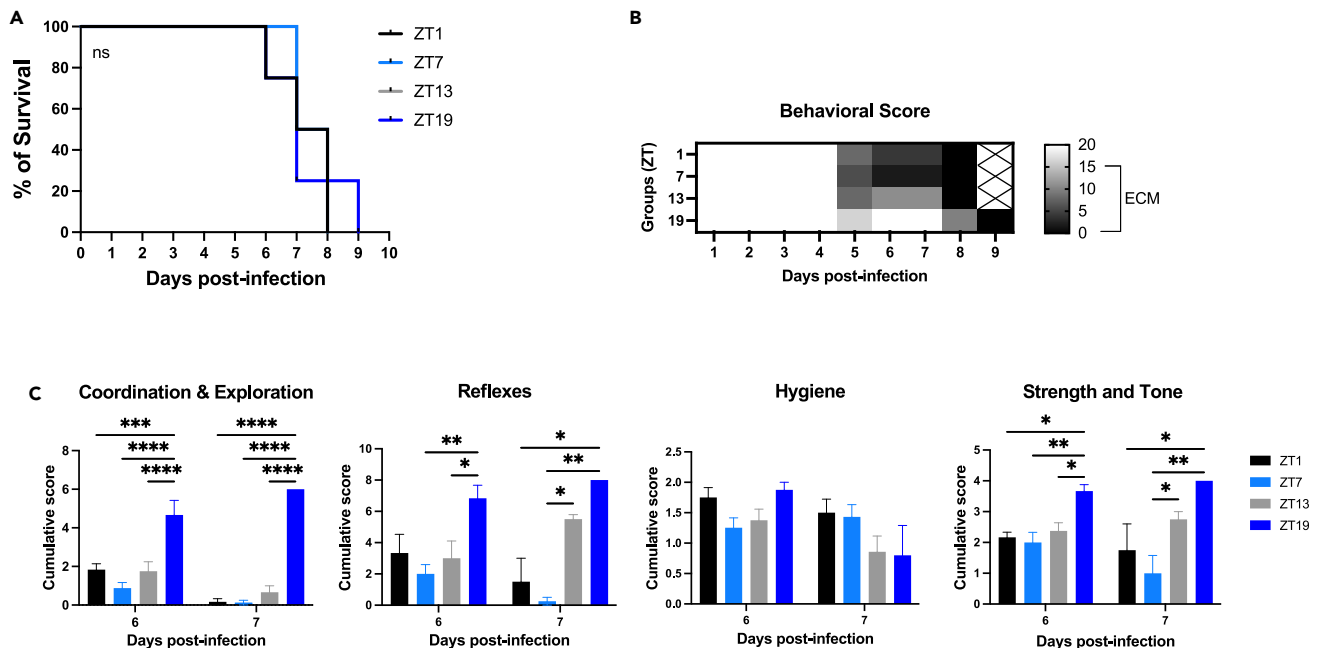 A
% of Survival
100
80
60
40
20
0
ns
0 1 2 3 4 5 6 7 8 9 10
Days post-infection
ZT1
ZT7
ZT13
ZT19
B
Behavioral Score
Groups (ZT)
1
7
13
19
1 2 3 4 5 6 7 8 9
Days post-infection
20
15
10
5
0
ECM
C
Coordination & Exploration
Cumulative score
8
6
4
2
0
*** ****
**** ****
**** ****
6 7
Days post-infection
Reflexes
Cumulative score
10
8
6
4
2
0
** *
* **
*
6 7
Days post-infection
Hygiene
Cumulative score
2.5
2.0
1.5
1.0
0.5
0.0
6 7
Days post-infection
Strength and Tone
Cumulative score
5
4
3
2
1
0
* *
** **
* *
6 7
Days post-infection
ZT1
ZT7
ZT13
ZT19